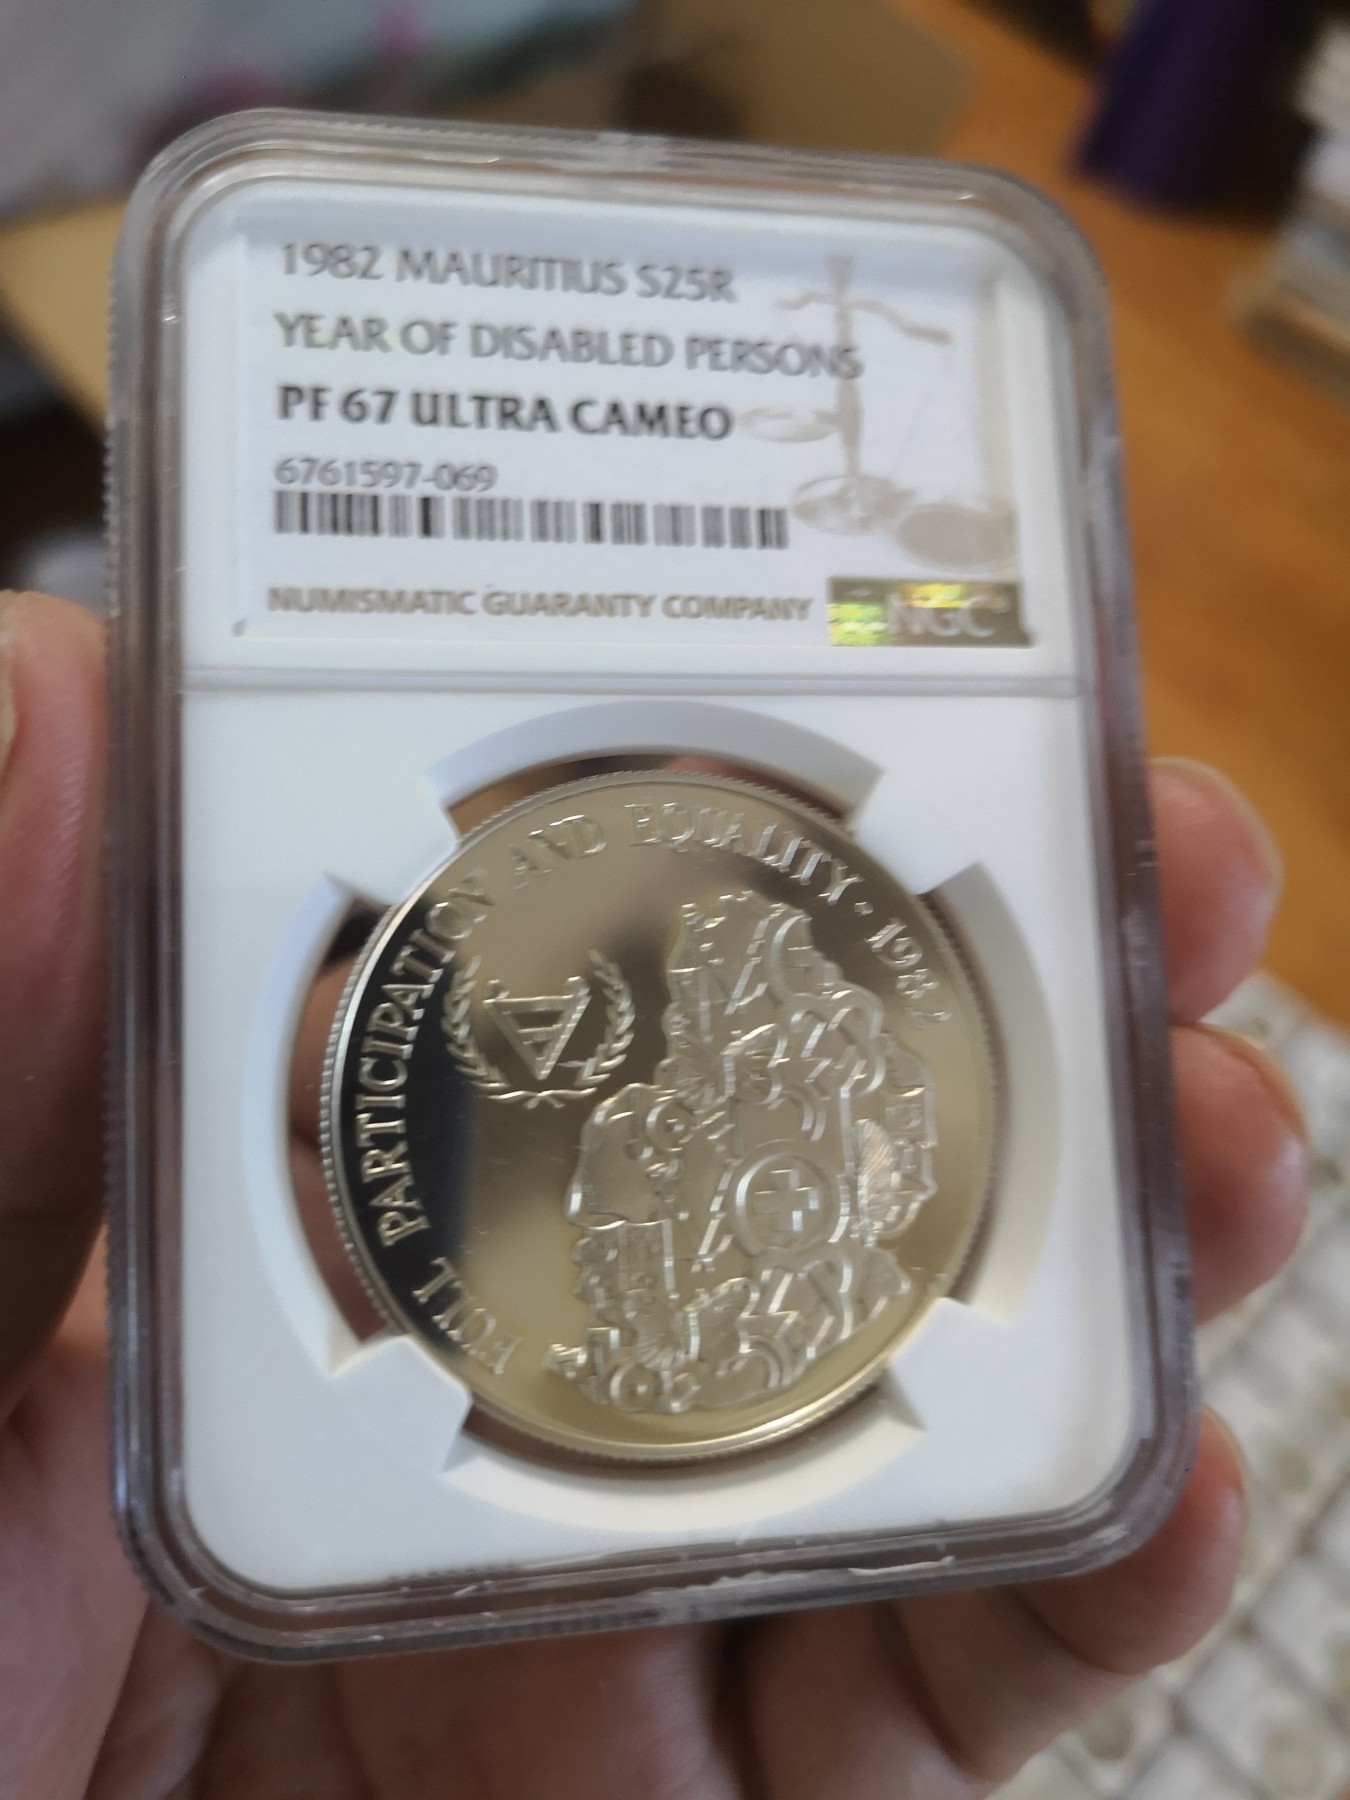 1982 MAURITIUS S25R
YEAR OF DISABLED PERSONS
PF 67 ULTRA CAMEO
6761597-069
NUMISMATIC GUARANTY COMPANY
NGC
FULL PARTICIPATION AND EQUALITY · 1982